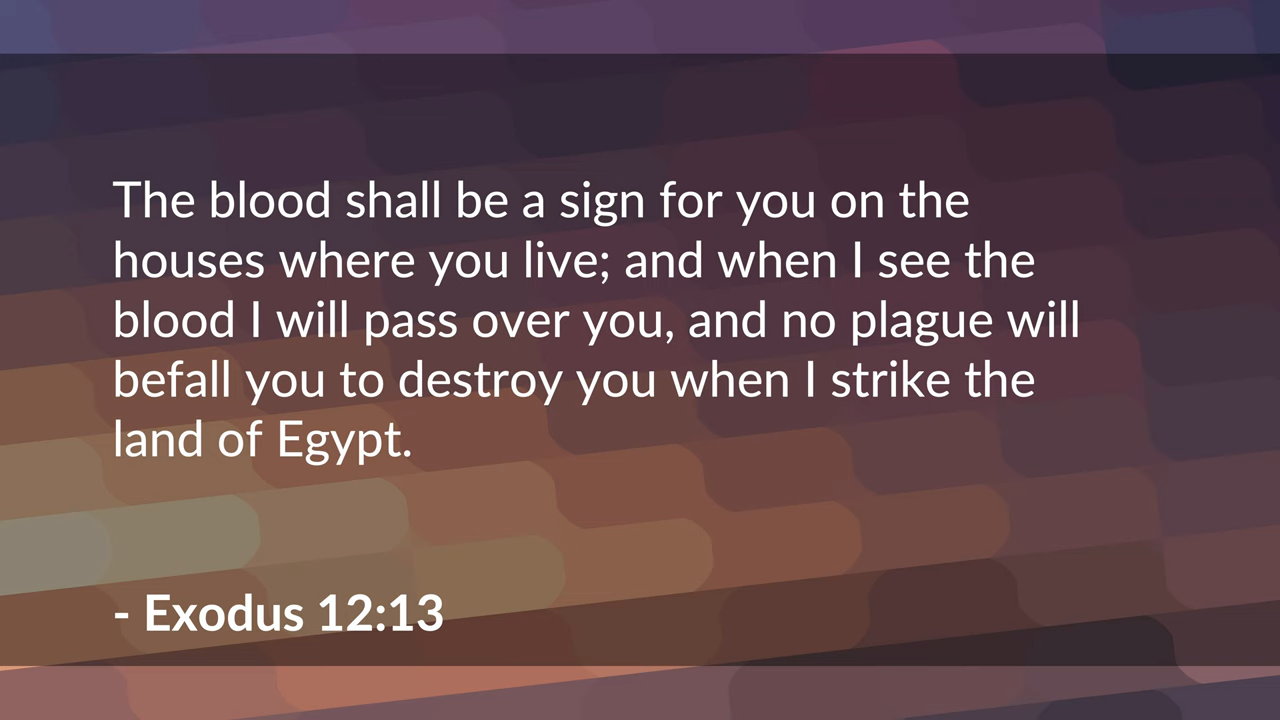 The blood shall be a sign for you on the
houses where you live; and when I see the
blood I will pass over you, and no plague will
befall you to destroy you when I strike the
land of Egypt.
- Exodus 12:13